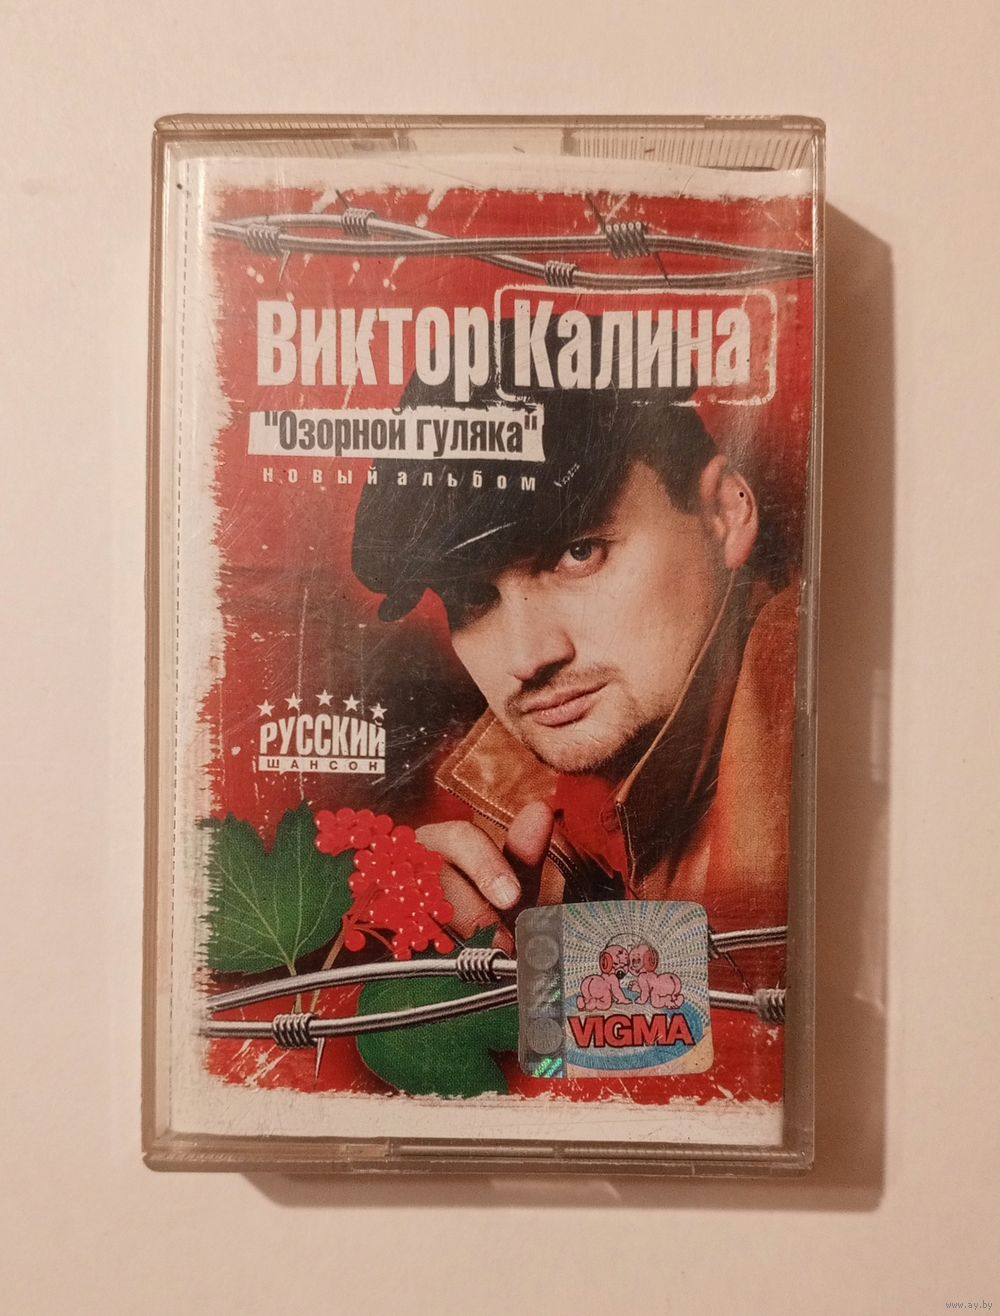 Виктор Калина
"Озорной гуляка"
новый альбом
РУССКИЙ
ШАНСОН
VIGMA
www.ay.by